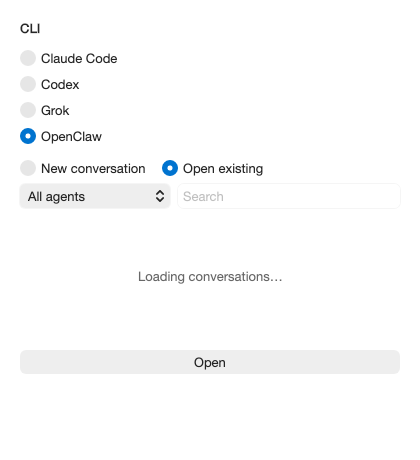 CLI
Claude Code
Codex
Grok
OpenClaw
New conversation Open existing
All agents Search
Loading conversations…
Open